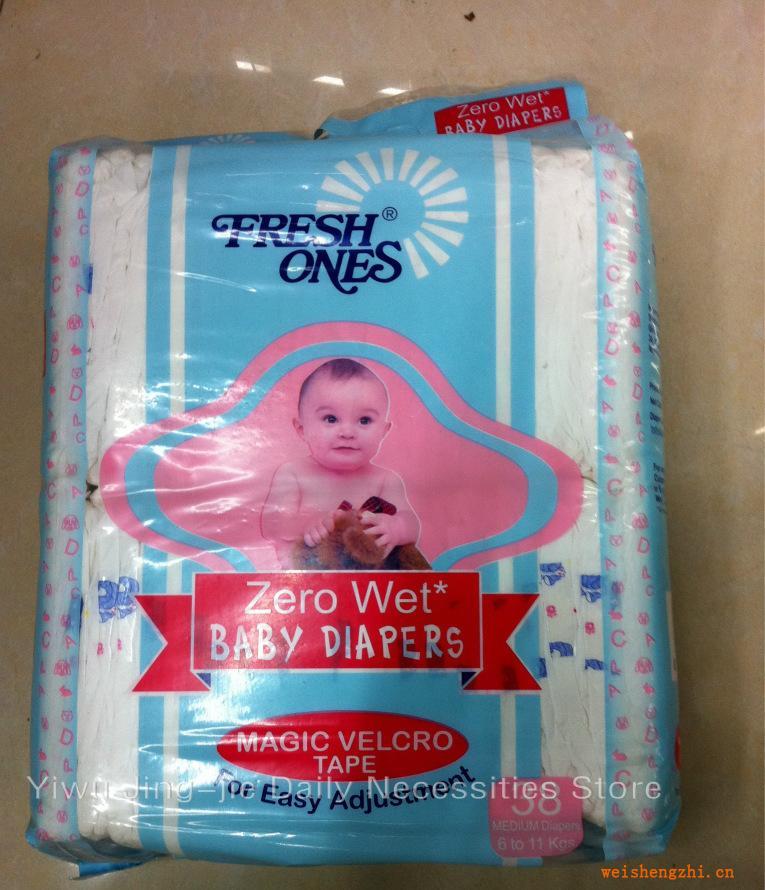 Zero Wet*
BABY DIAPERS
FRESH ®
ONES
Zero Wet*
BABY DIAPERS
MAGIC VELCRO
TAPE
For Easy Adjustment
Yiwu Jing-jie Daily Necessities Store
38
MEDIUM Diapers
6 to 11 Kgs
weishengzhi.cn